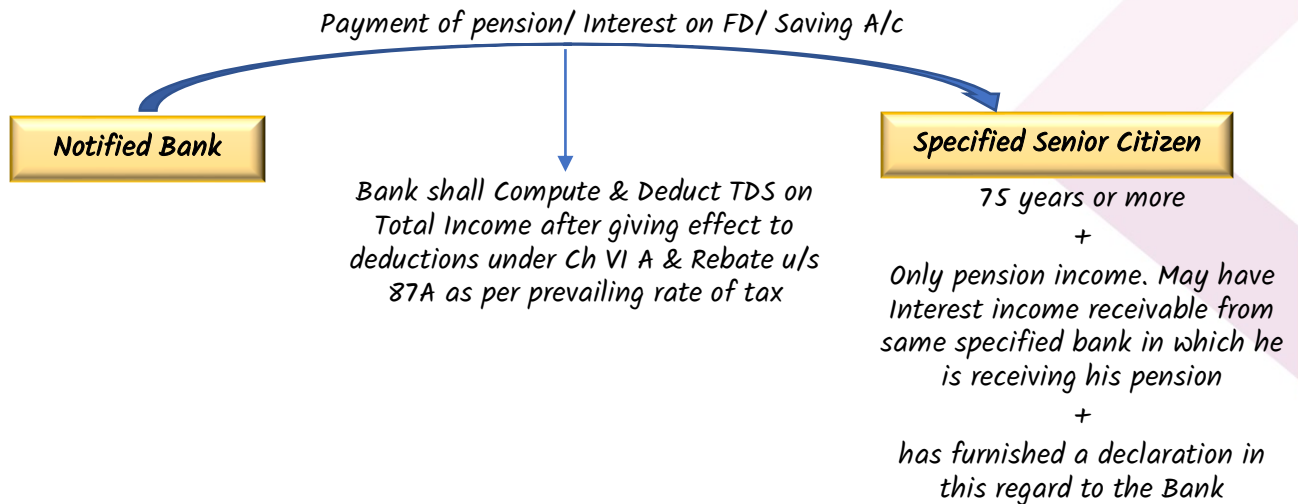 Payment of pension/ Interest on FD/ Saving A/c
Notified Bank
Bank shall Compute & Deduct TDS on
Total Income after giving effect to
deductions under Ch VI A & Rebate u/s
87A as per prevailing rate of tax
Specified Senior Citizen
75 years or more
+
Only pension income. May have
Interest income receivable from
same specified bank in which he
is receiving his pension
+
has furnished a declaration in
this regard to the Bank